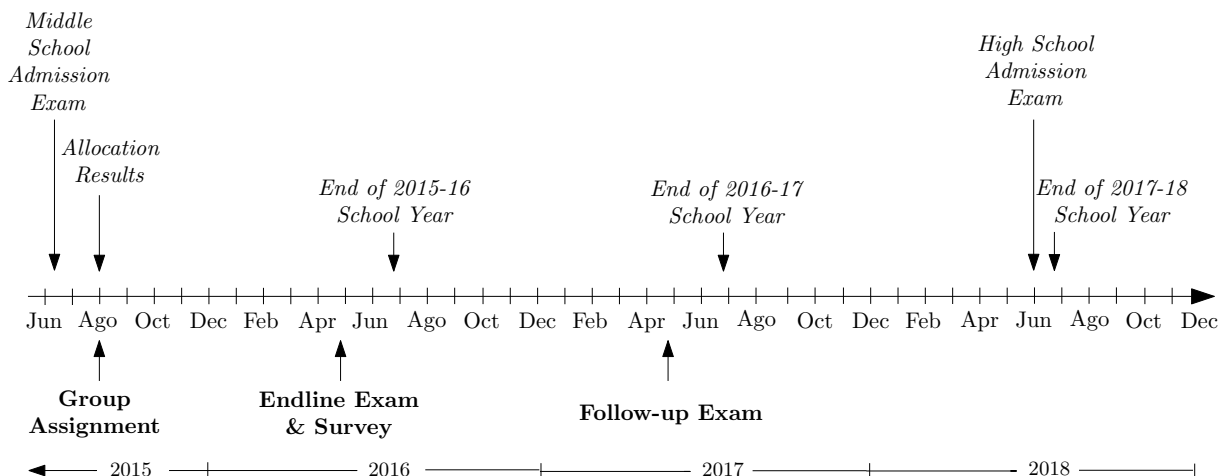 Middle
School
Admission
Exam
Allocation
Results
End of 2015-16
School Year
End of 2016-17
School Year
High School
Admission
Exam
End of 2017-18
School Year
Jun Ago Oct Dec Feb Apr Jun Ago Oct Dec Feb Apr Jun Ago Oct Dec Feb Apr Jun Ago Oct Dec
Group
Assignment
Endline Exam
& Survey
Follow-up Exam
2015 2016 2017 2018